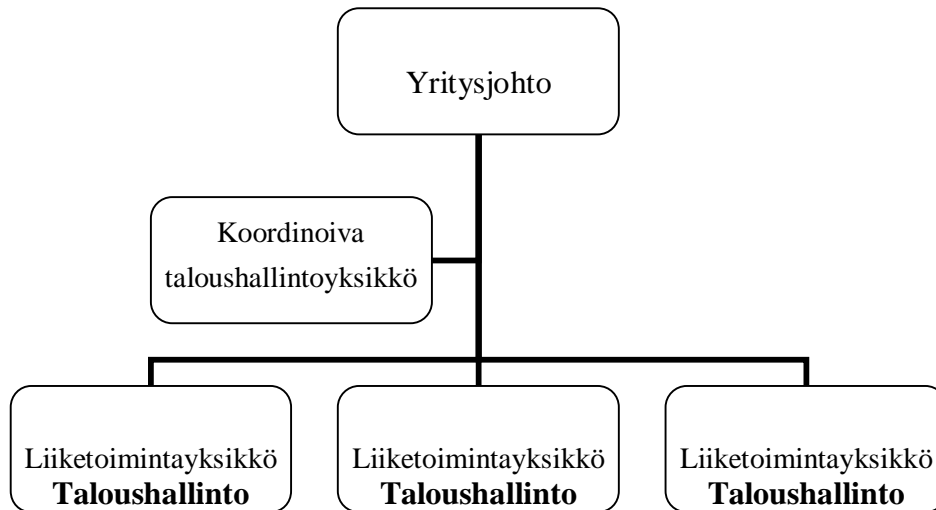 Yritysjohto
Koordinoiva
taloushallintoyksikkö
Liiketoimintayksikkö
Taloushallinto
Liiketoimintayksikkö
Taloushallinto
Liiketoimintayksikkö
Taloushallinto